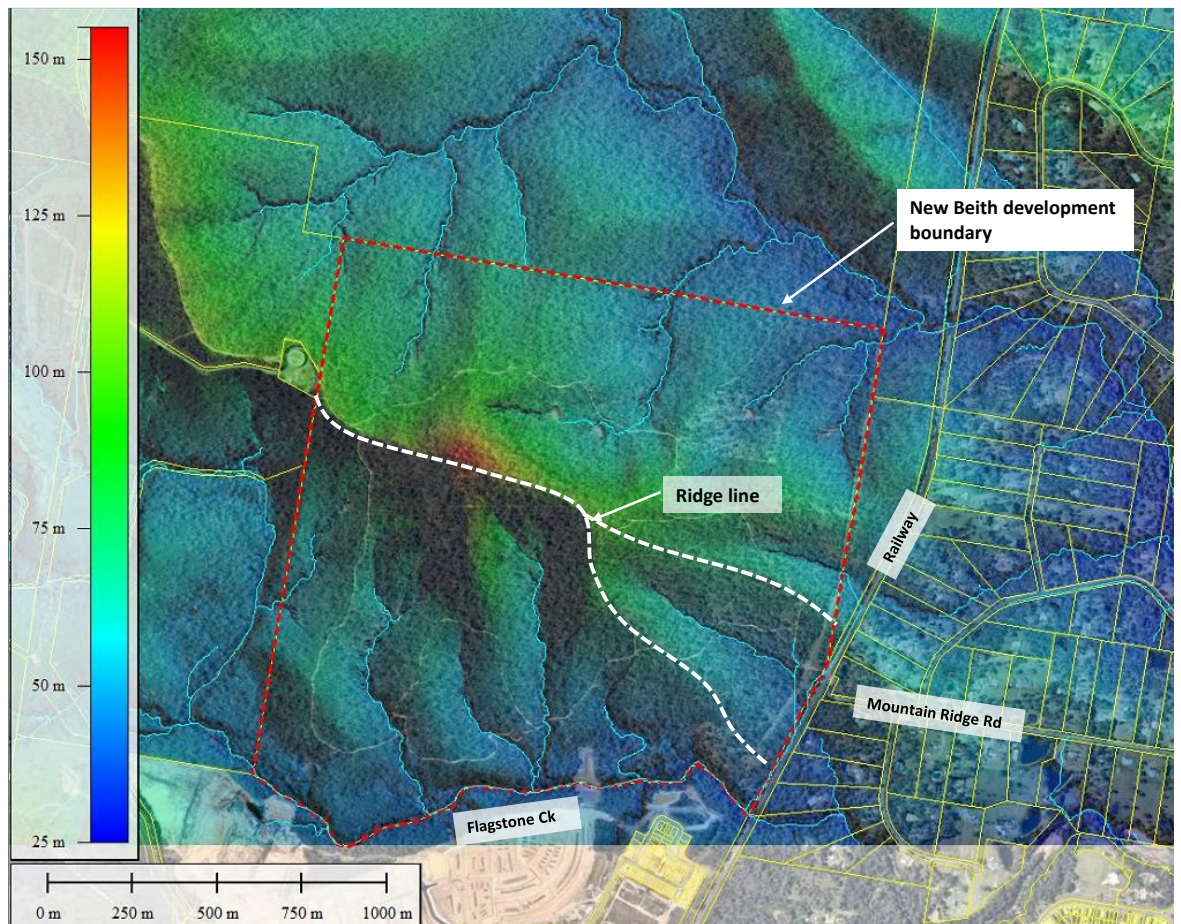 150 m
125 m
100 m
75 m
50 m
25 m
New Beith development
boundary
Ridge line
Railway
Mountain Ridge Rd
Flagstone Ck
0 m
250 m
500 m
750 m
1000 m